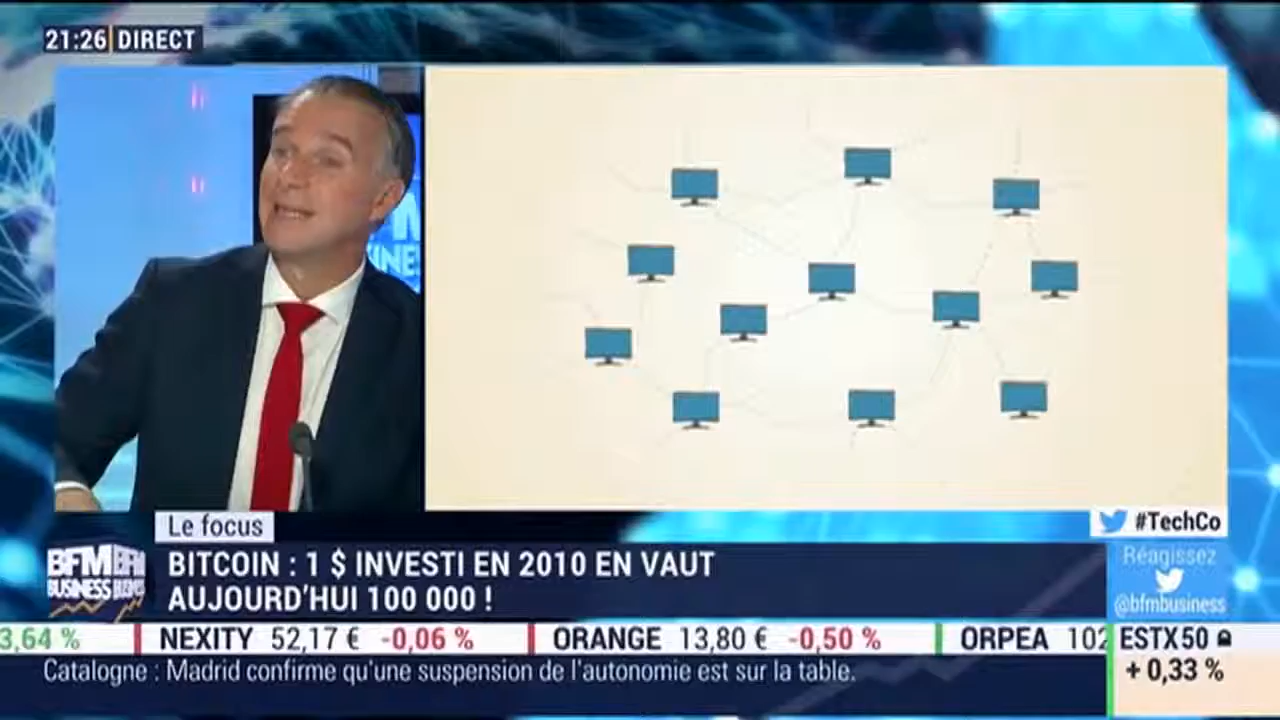 21:26 DIRECT
Le focus
#TechCo
BFM
BUSINESS
BITCOIN : 1 $ INVESTI EN 2010 EN VAUT
AUJOURD'HUI 100 000 !
Réagissez
@bfmbusiness
3,64 % NEXITY 52,17 € -0,06 % ORANGE 13,80 € -0,50 % ORPEA 102
ESTX50
+ 0,33 %
Catalogne : Madrid confirme qu'une suspension de l'autonomie est sur la table.